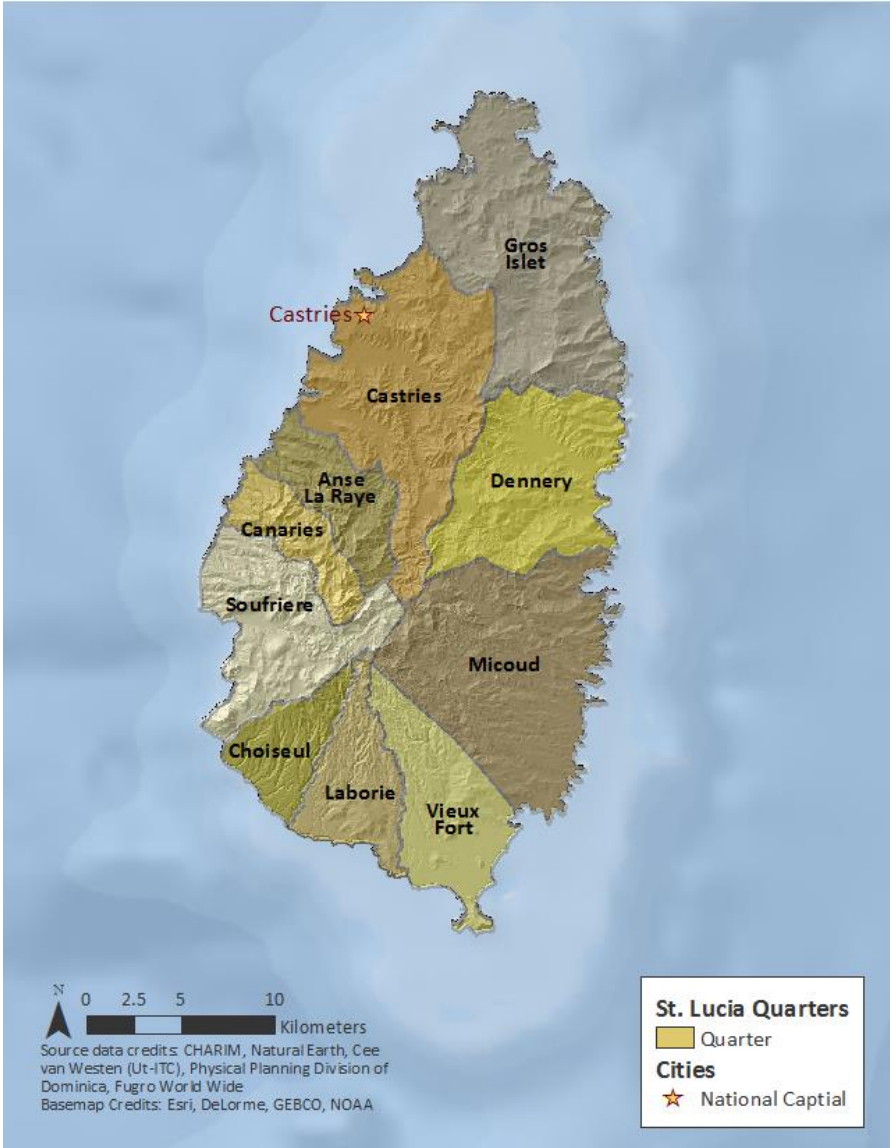 Gros
Islet
Castries
Castries
Anse
La Raye
Dennery
Canaries
Soufriere
Micoud
Choiseul
Laborie
Vieux
Fort
N
0 2.5 5 10
Kilometers
Source data credits: CHARIM, Natural Earth, Cee
van Westen (Ut-ITC), Physical Planning Division of
Dominica, Fugro World Wide
Basemap Credits: Esri, DeLorme, GEBCO, NOAA
St. Lucia Quarters
Quarter
Cities
National Captial